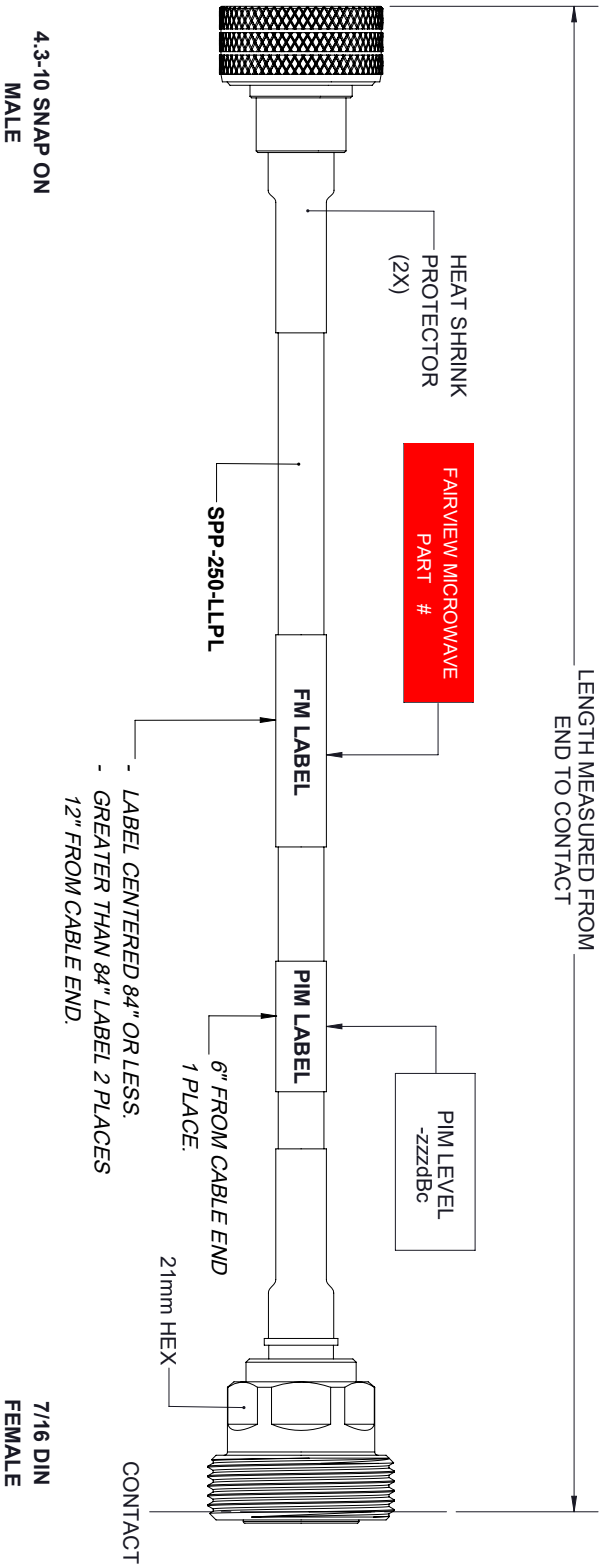 LENGTH MEASURED FROM
END TO CONTACT
HEAT SHRINK
PROTECTOR
(2X)
FAIRVIEW MICROWAVE
PART #
PIM LEVEL
-zzzdBc
FM LABEL
PIM LABEL
SPP-250-LLPL
- LABEL CENTERED 84" OR LESS.
- GREATER THAN 84" LABEL 2 PLACES
12" FROM CABLE END.
6" FROM CABLE END
1 PLACE.
21mm HEX
CONTACT
4.3-10 SNAP ON
MALE
7/16 DIN
FEMALE